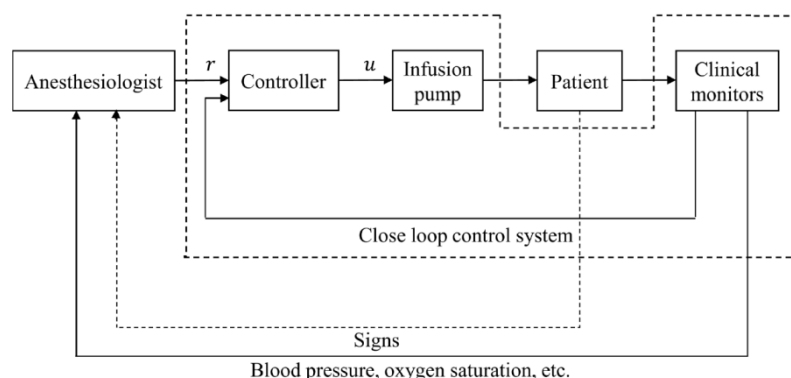 Anesthesiologist
r
Controller
u
Infusion
pump
Patient
Clinical
monitors
Close loop control system
Signs
Blood pressure, oxygen saturation, etc.